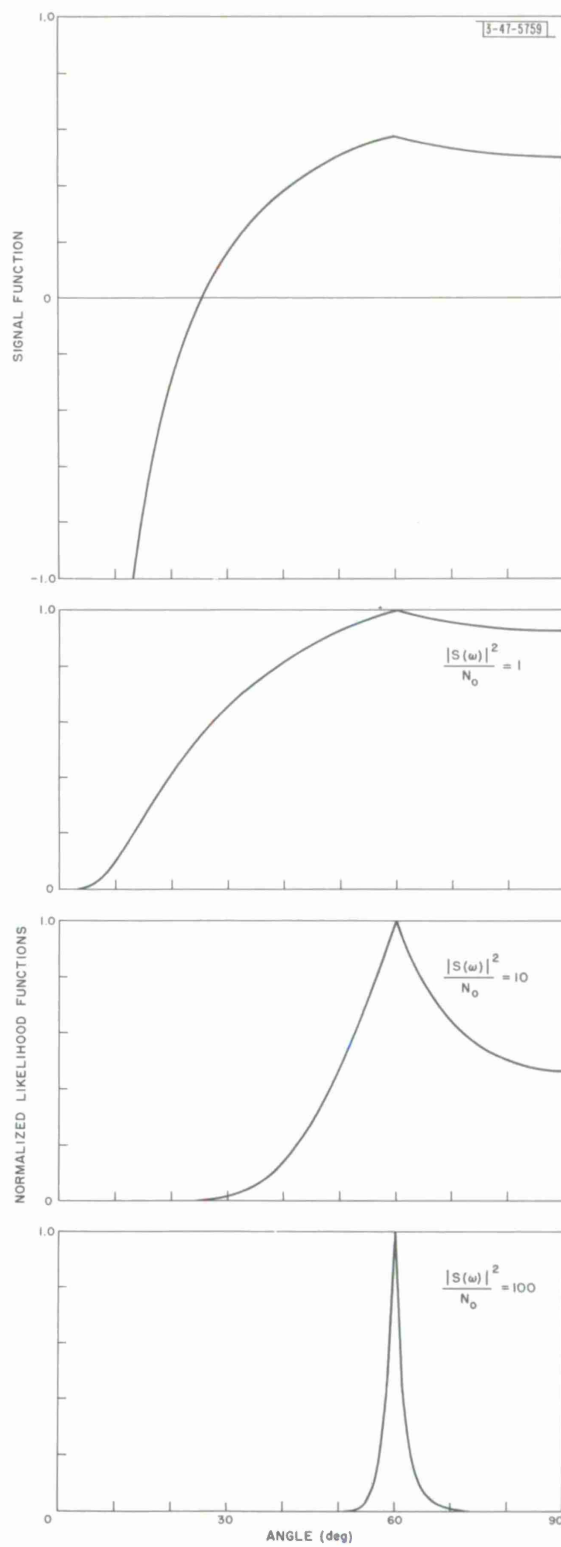 3-47-5759
1.0
SIGNAL FUNCTION
0
-1.0
1.0
|S(ω)|²
N₀ = 1
0
NORMALIZED LIKELIHOOD FUNCTIONS
1.0
|S(ω)|²
N₀ = 10
0
1.0
|S(ω)|²
N₀ = 100
0 30 60 90
ANGLE (deg)